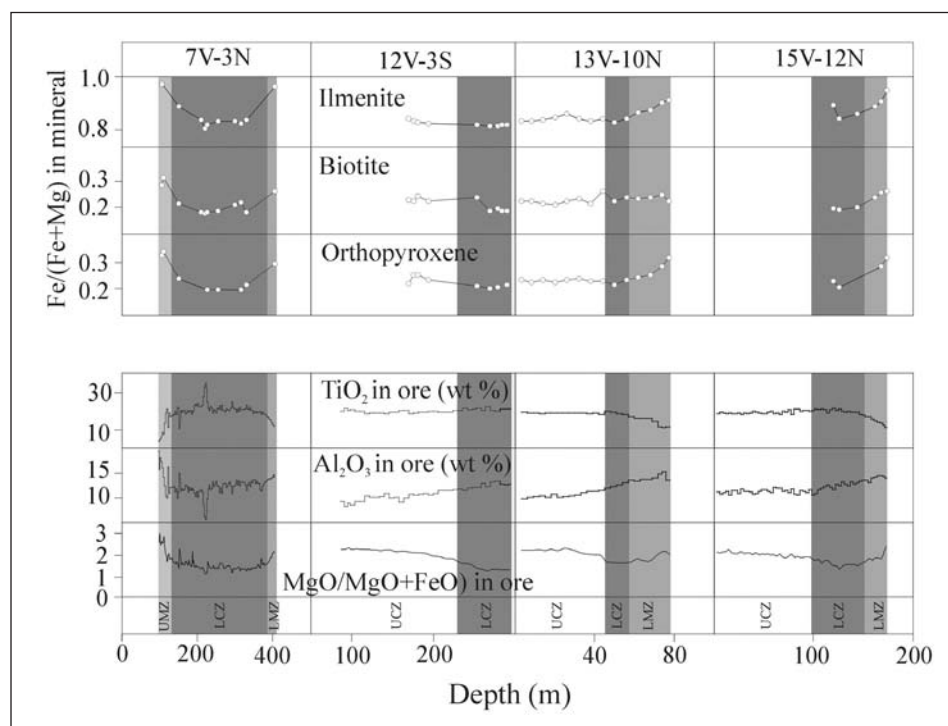 7V-3N 12V-3S 13V-10N 15V-12N
Fe/(Fe+Mg) in mineral
1.0
Ilmenite
0.8
Biotite
0.3
0.2
Orthopyroxene
0.3
0.2
30
TiO2 in ore (wt %)
10
Al2O3 in ore (wt %)
15
10
3
2
1
MgO/MgO+FeO) in ore
0
UMZ LCZ LMZ UCZ LCZ UCZ LCZ LMZ UCZ LCZ LMZ
0 200 400 100 200 40 80 100 200
Depth (m)